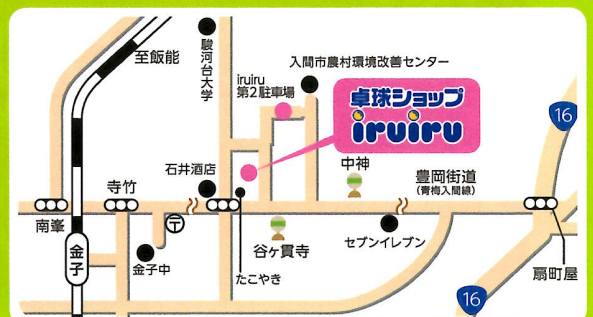 至飯能
駿河台大学
iruiru
第2駐車場
入間市農村環境改善センター
卓球ショップ
iruiru
16
石井酒店
中神
豊岡街道
(青梅入間線)
寺竹
南峯
〒
金子
金子中
たこやき
谷ヶ貫寺
セブンイレブン
扇町屋
16